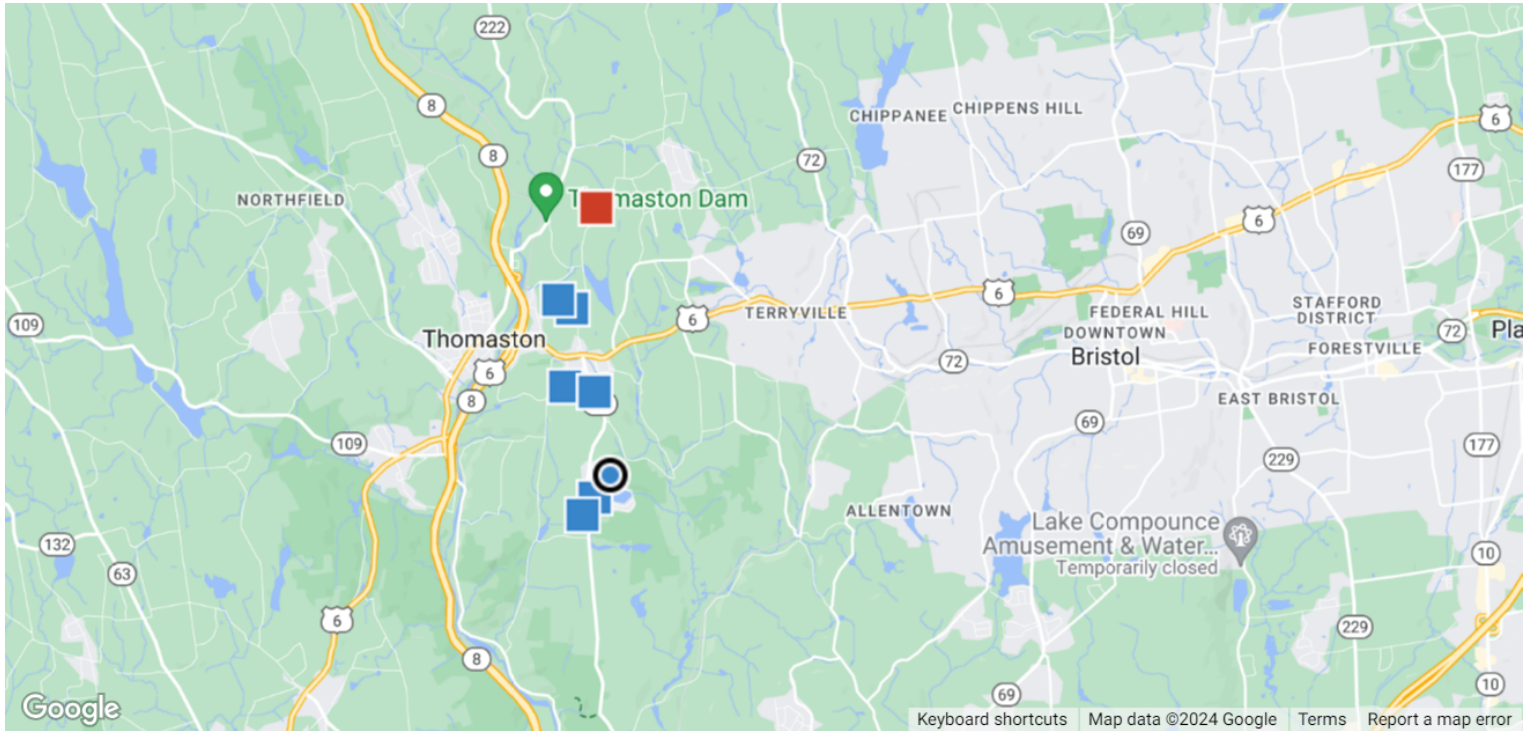 222
8
CHIPPANEE
CHIPPENS HILL
6
8
72
177
NORTHFIELD
Thomaston Dam
69
6
6
109
6
TERRYVILLE
FEDERAL HILL
STAFFORD
DISTRICT
DOWNTOWN
72
Pla
Thomaston
Bristol
FORESTVILLE
72
6
8
EAST BRISTOL
69
109
177
229
ALLENTOWN
Lake Compounce
Amusement & Water...
Temporarily closed
132
63
10
6
229
8
69
10
Google
Keyboard shortcuts
Map data ©2024 Google
Terms
Report a map error